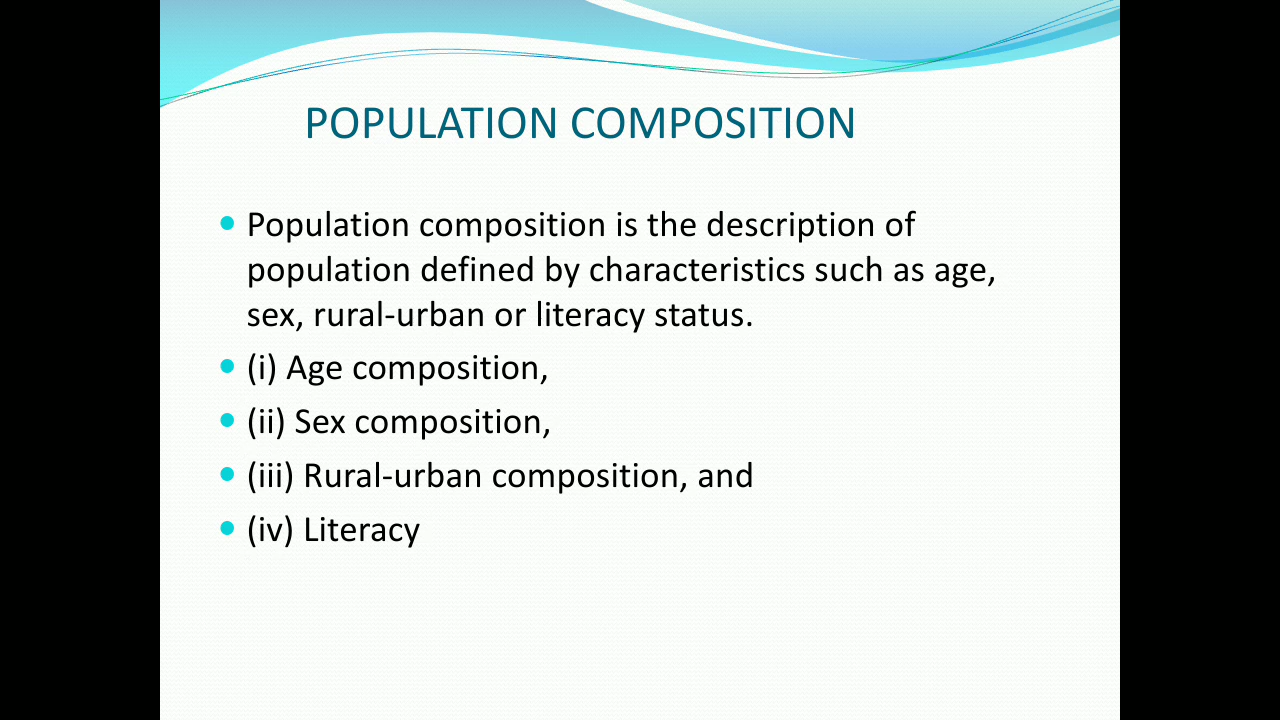 POPULATION COMPOSITION
Population composition is the description of
population defined by characteristics such as age,
sex, rural-urban or literacy status.
(i) Age composition,
(ii) Sex composition,
(iii) Rural-urban composition, and
(iv) Literacy